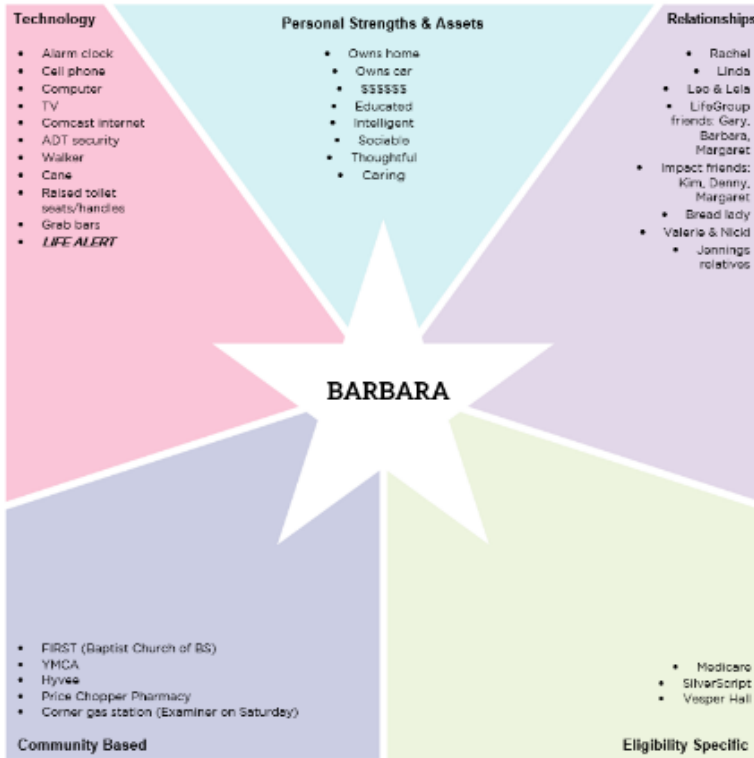 Technology
• Alarm clock
• Cell phone
• Computer
• TV
• Comcast internet
• ADT security
• Walker
• Cane
• Raised toilet
seats/handles
• Grab bars
• LIFE ALERT
Personal Strengths & Assets
• Owns home
• Owns car
• $$$$$$
• Educated
• Intelligent
• Sociable
• Thoughtful
• Caring
Relationships
• Rachel
• Linda
• Leo & Lela
• LifeGroup
friends: Gary,
Barbara,
Margaret
• Impact friends:
Kim, Denny,
Margaret
• Bread lady
• Valerie & Nicki
• Jennings
relatives
BARBARA
• FIRST (Baptist Church of BS)
• YMCA
• Hyvee
• Price Chopper Pharmacy
• Corner gas station (Examiner on Saturday)
Community Based
• Medicare
• SilverScript
• Vesper Hall
Eligibility Specific